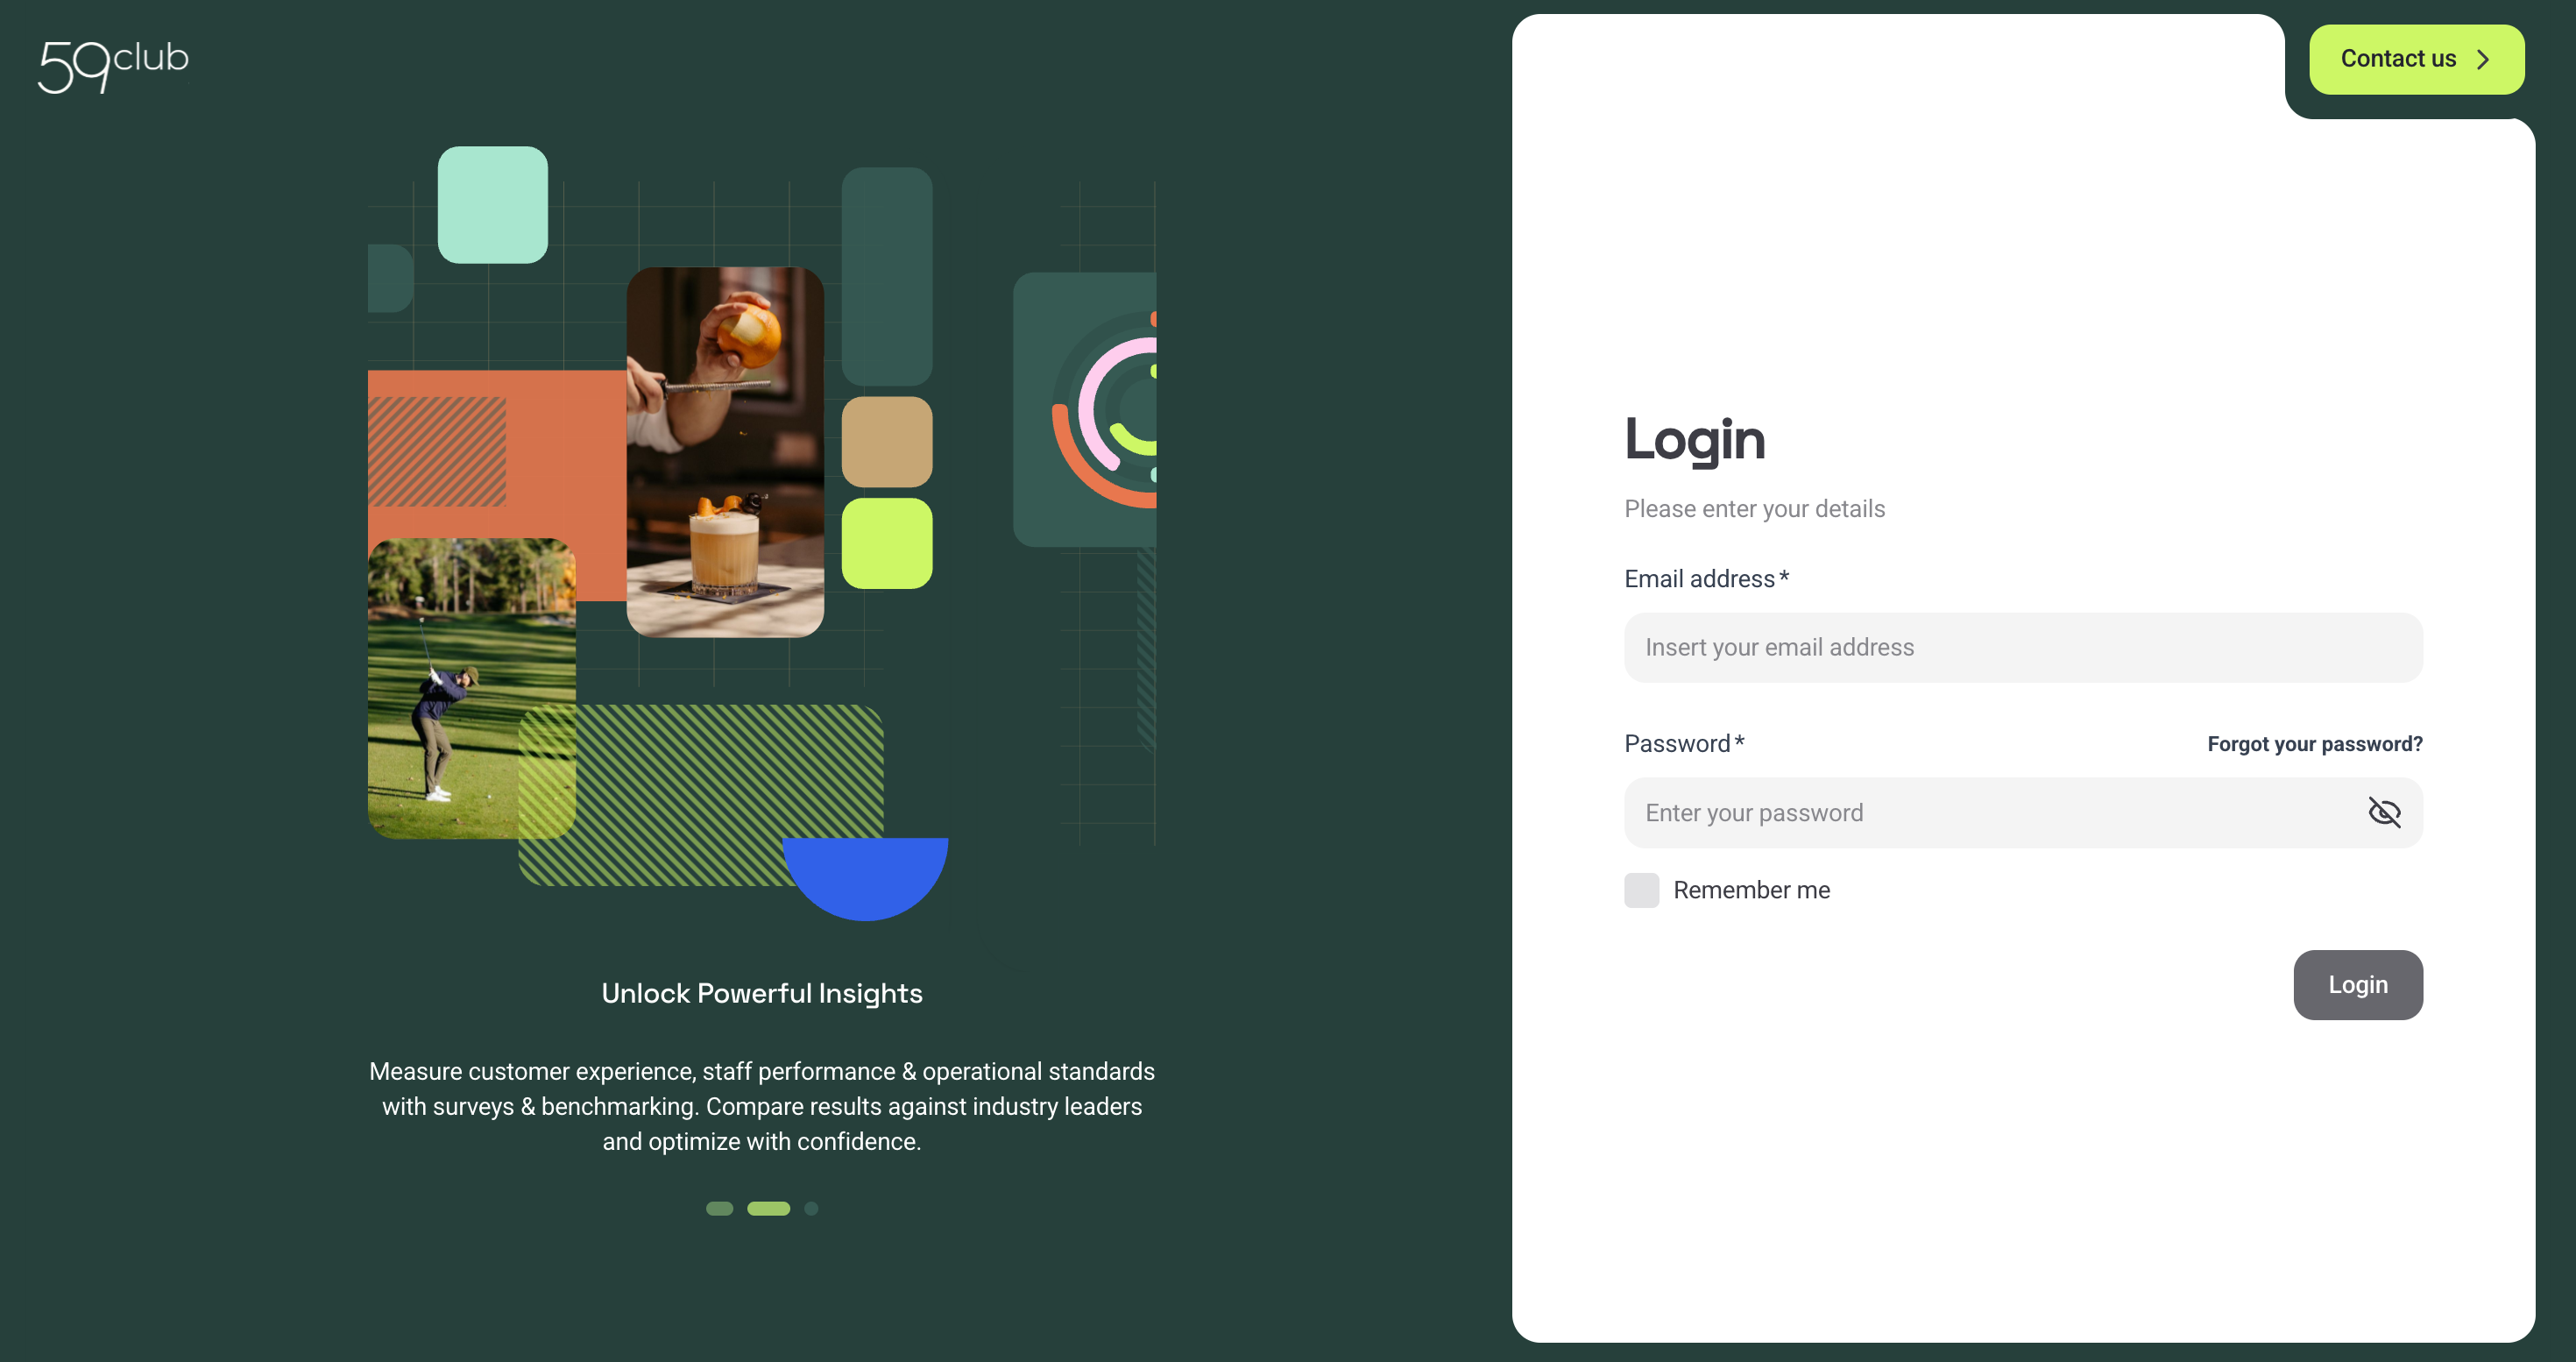 59club
Contact us
Unlock Powerful Insights
Measure customer experience, staff performance & operational standards
with surveys & benchmarking. Compare results against industry leaders
and optimize with confidence.
Login
Please enter your details
Email address*
Insert your email address
Password*
Forgot your password?
Enter your password
Remember me
Login